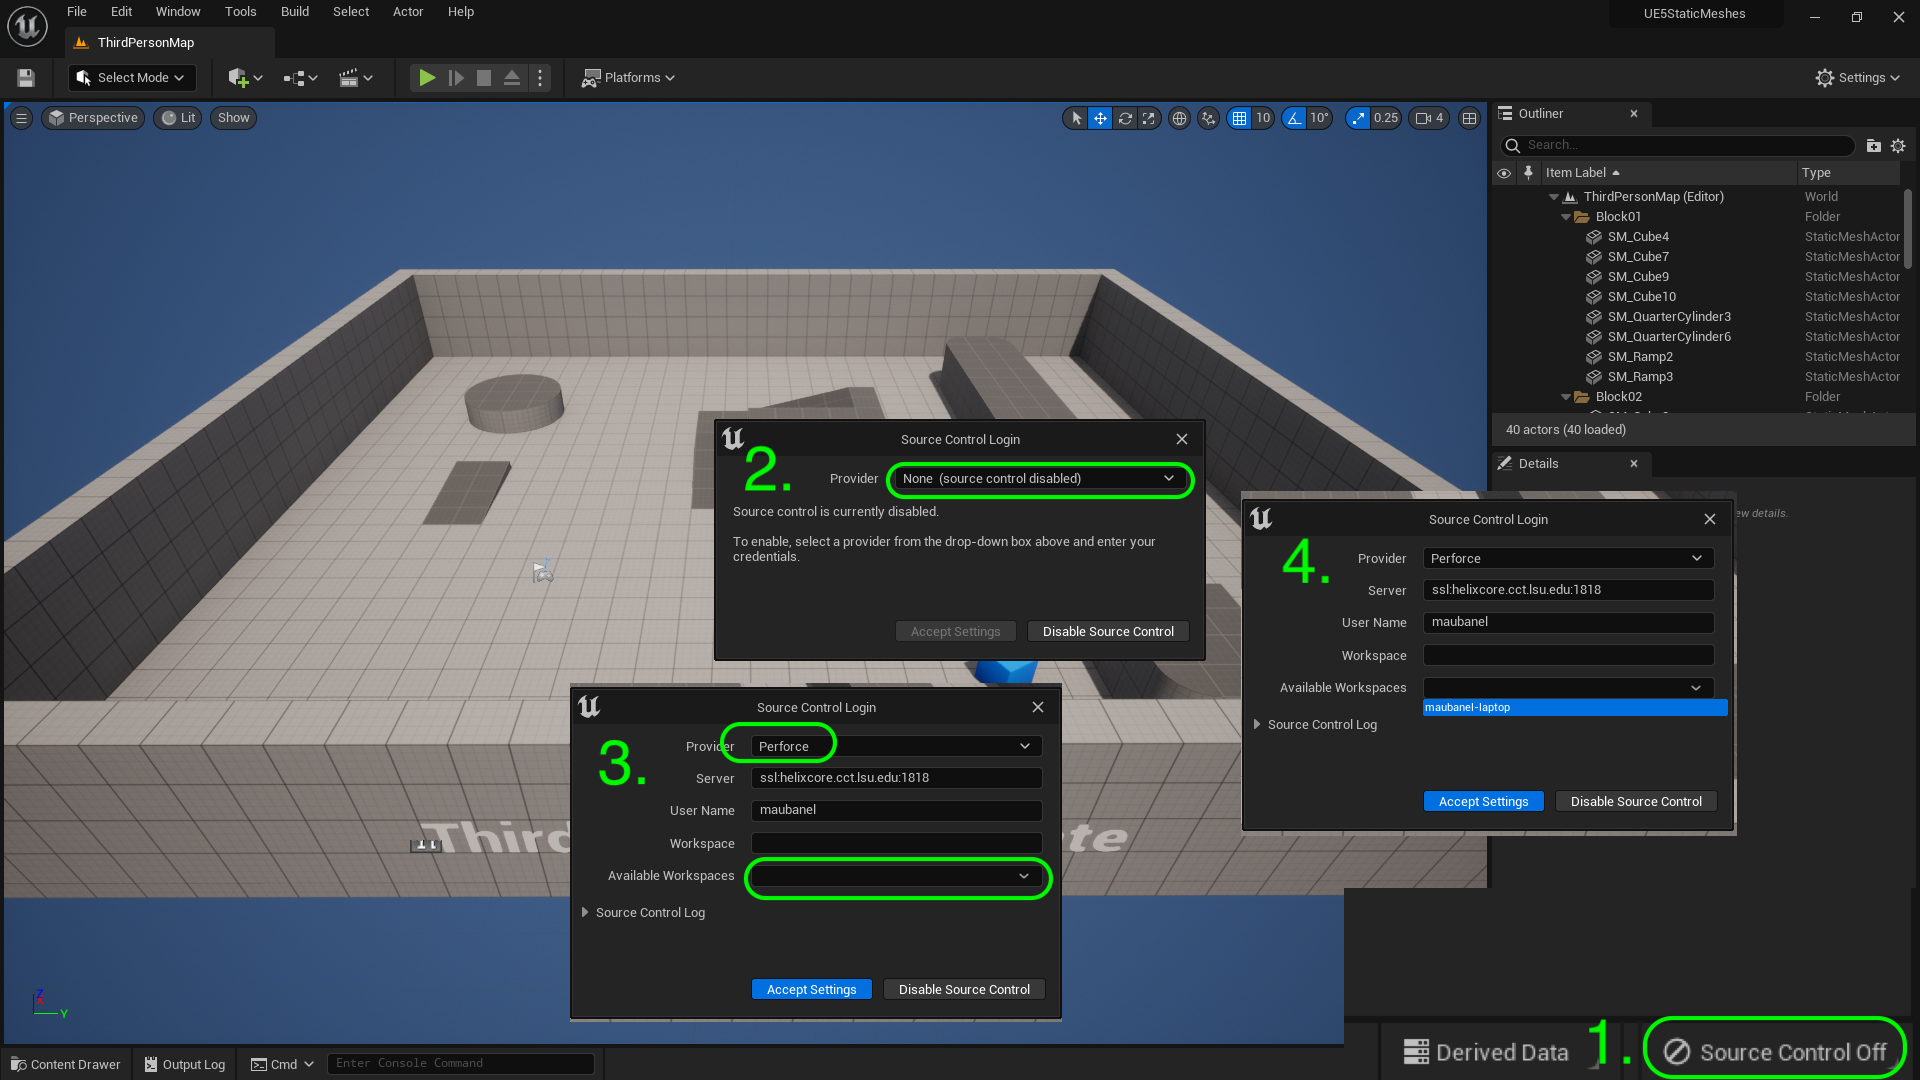 File Edit Window Tools Build Select Actor Help
UE5StaticMeshes
ThirdPersonMap
Select Mode
Platforms
Settings
Perspective
Lit
Show
10
10°
0.25
4
Outliner
Search...
Item Label Type
ThirdPersonMap (Editor) World
Block01 Folder
SM_Cube4 StaticMeshActor
SM_Cube7 StaticMeshActor
SM_Cube9 StaticMeshActor
SM_Cube10 StaticMeshActor
SM_QuarterCylinder3 StaticMeshActor
SM_QuarterCylinder6 StaticMeshActor
SM_Ramp2 StaticMeshActor
SM_Ramp3 StaticMeshActor
Block02 Folder
40 actors (40 loaded)
Details
details.
2.
Source Control Login
Provider None (source control disabled)
Source control is currently disabled.
To enable, select a provider from the drop-down box above and enter your
credentials.
Accept Settings Disable Source Control
3.
Source Control Login
Provider Perforce
Server ssl:helixcore.cct.lsu.edu:1818
User Name maubanel
Workspace
Available Workspaces
Source Control Log
Accept Settings Disable Source Control
4.
Source Control Login
Provider Perforce
Server ssl:helixcore.cct.lsu.edu:1818
User Name maubanel
Workspace
Available Workspaces
maubanel-laptop
Source Control Log
Accept Settings Disable Source Control
Z
X
Y
Content Drawer
Output Log
Cmd
Enter Console Command
Derived Data
1.
Source Control Off